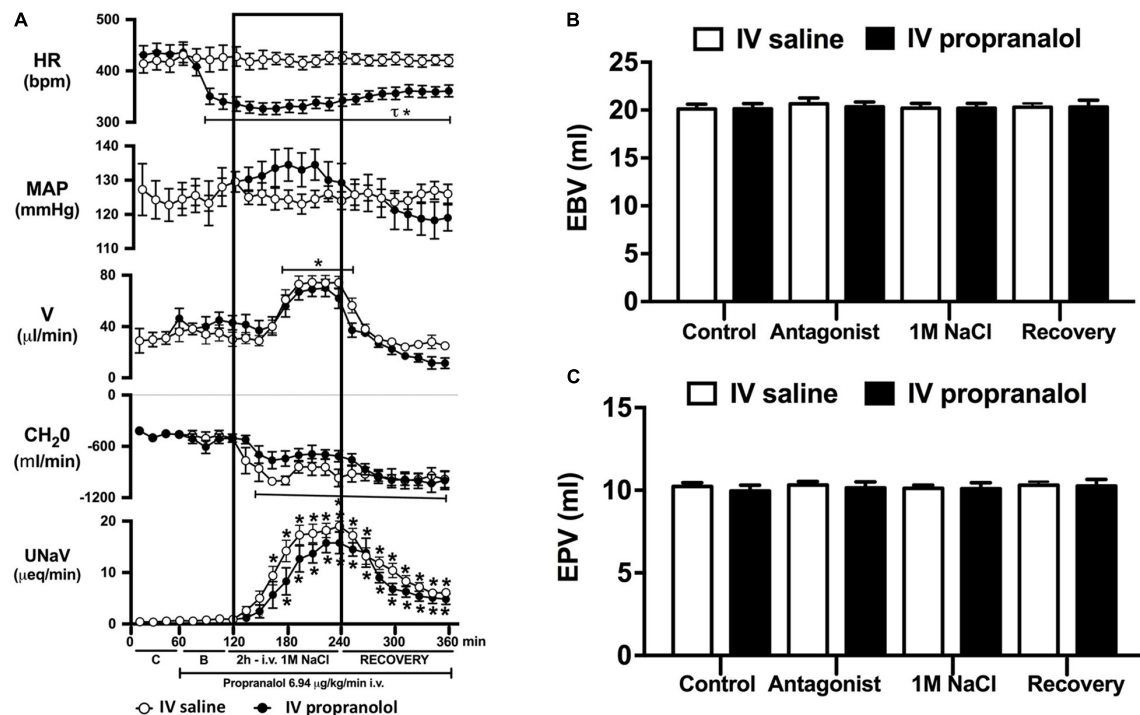 A
HR
(bpm)
450
400
300
τ *
MAP
(mmHg)
140
130
120
110
V
(µl/min)
80
40
0
*
CH20
(ml/min)
0
-600
-1200
*
UNaV
(µeq/min)
20
10
0
* * * * * * * * * * * * *
* * * * * * * * * * * *
0 60 120 180 240 300 360 min
C B 2h - i.v. 1M NaCl RECOVERY
Propranalol 6.94 µg/kg/min i.v.
IV saline IV propranolol
B
IV saline IV propranalol
EBV (ml)
25
20
15
10
5
0
Control Antagonist 1M NaCl Recovery
C
IV saline IV propranalol
EPV (ml)
15
10
5
0
Control Antagonist 1M NaCl Recovery